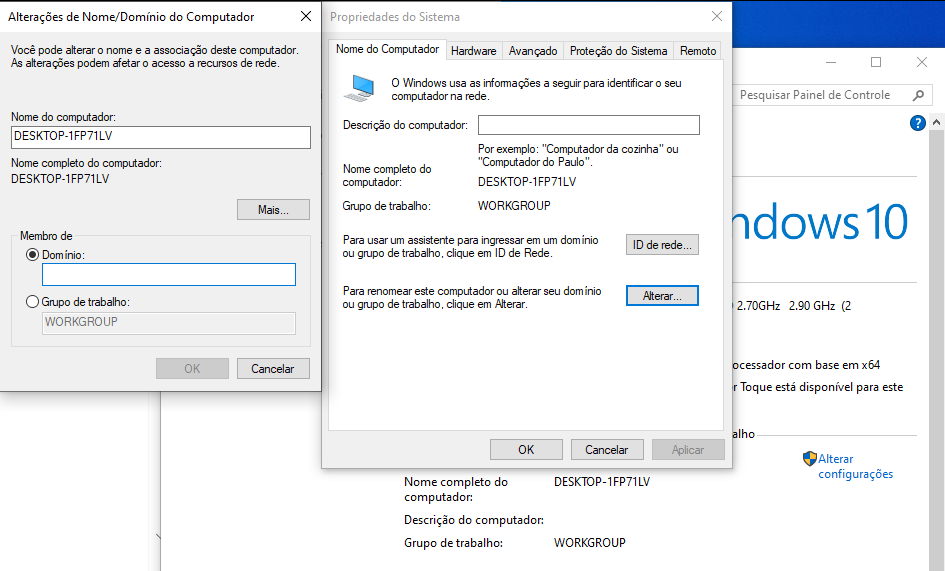 Alterações de Nome/Domínio do Computador
Você pode alterar o nome e a associação deste computador.
As alterações podem afetar o acesso a recursos de rede.
Nome do computador:
DESKTOP-1FP71LV
Nome completo do computador:
DESKTOP-1FP71LV
Mais...
Membro de
Domínio:
Grupo de trabalho:
WORKGROUP
OK
Cancelar
Propriedades do Sistema
Nome do Computador
Hardware
Avançado
Proteção do Sistema
Remoto
O Windows usa as informações a seguir para identificar o seu
computador na rede.
Descrição do computador:
Por exemplo: "Computador da cozinha" ou
"Computador do Paulo".
Nome completo do
computador:
DESKTOP-1FP71LV
Grupo de trabalho:
WORKGROUP
Para usar um assistente para ingressar em um domínio
ou grupo de trabalho, clique em ID de Rede.
ID de rede...
Para renomear este computador ou alterar seu domínio
ou grupo de trabalho, clique em Alterar.
Alterar...
OK
Cancelar
Aplicar
Pesquisar Painel de Controle
?
ndows 10
2.70GHz 2.90 GHz (2
ocessador com base em x64
r Toque está disponível para este
alho
Alterar
configurações
Nome completo do
computador:
DESKTOP-1FP71LV
Descrição do computador:
Grupo de trabalho:
WORKGROUP